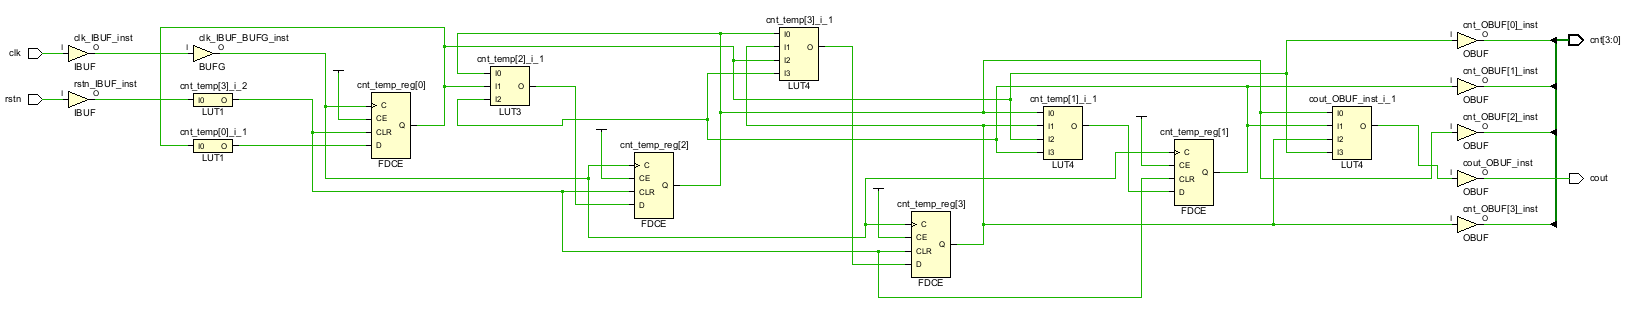 clk
I
clk_IBUF_inst
O
IBUF
I
clk_IBUF_BUFG_inst
O
BUFG
rstn
I
rstn_IBUF_inst
O
IBUF
cnt_temp[3]_i_2
I0
O
LUT1
cnt_temp[0]_i_1
I0
O
LUT1
cnt_temp_reg[0]
C
CE
CLR
D
Q
FDCE
cnt_temp[2]_i_1
I0
I1
I2
O
LUT3
cnt_temp_reg[2]
C
CE
CLR
D
Q
FDCE
cnt_temp[3]_i_1
I0
I1
I2
I3
O
LUT4
cnt_temp_reg[3]
C
CE
CLR
D
Q
FDCE
cnt_temp[1]_i_1
I0
I1
I2
I3
O
LUT4
cnt_temp_reg[1]
C
CE
CLR
D
Q
FDCE
cout_OBUF_inst_i_1
I0
I1
I2
I3
O
LUT4
cnt_OBUF[0]_inst
I
O
OBUF
cnt_OBUF[1]_inst
I
O
OBUF
cnt_OBUF[2]_inst
I
O
OBUF
cout_OBUF_inst
I
O
OBUF
cnt_OBUF[3]_inst
I
O
OBUF
cnt[3:0]
cout